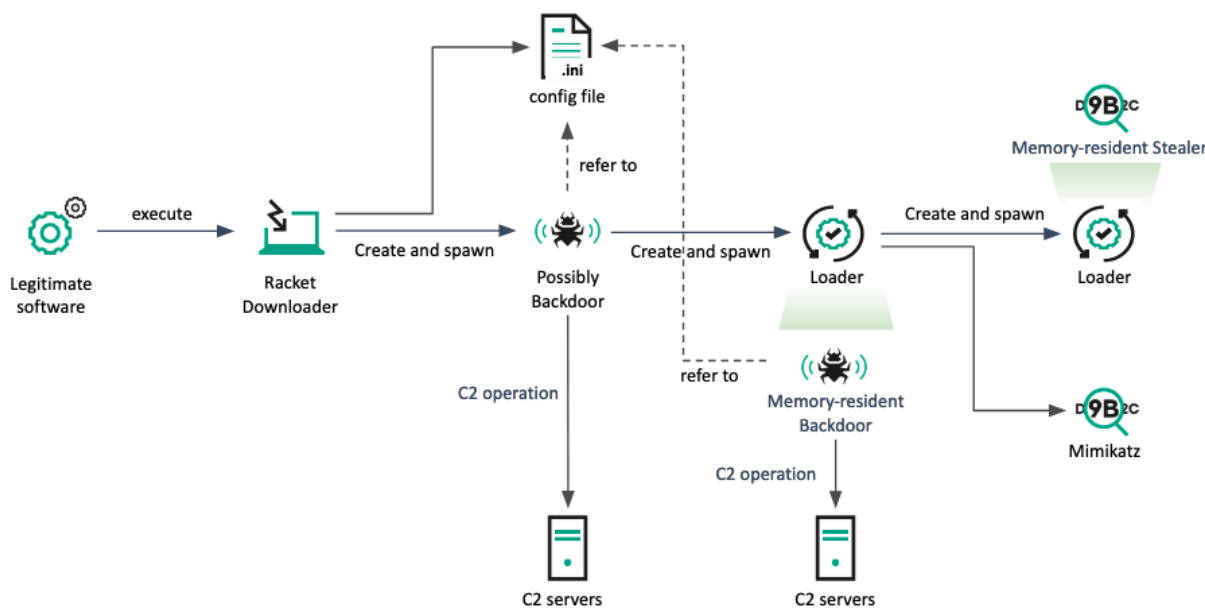 .ini
config file
D9B2C
Memory-resident Stealer
refer to
execute
Create and spawn
Create and spawn
Create and spawn
Legitimate
software
Racket
Downloader
Possibly
Backdoor
Loader
Loader
refer to
C2 operation
Memory-resident
Backdoor
D9B2C
Mimikatz
C2 operation
C2 servers
C2 servers